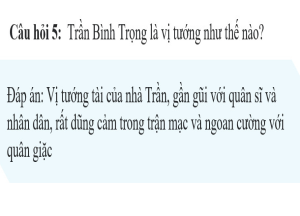 Câu hỏi 5: Trần Bình Trọng là vị tướng như thế nào?
Đáp án: Vị tướng tài của nhà Trần, gần gũi với quân sĩ và
nhân dân, rất dũng cảm trong trận mạc và ngoan cường với
quân giặc